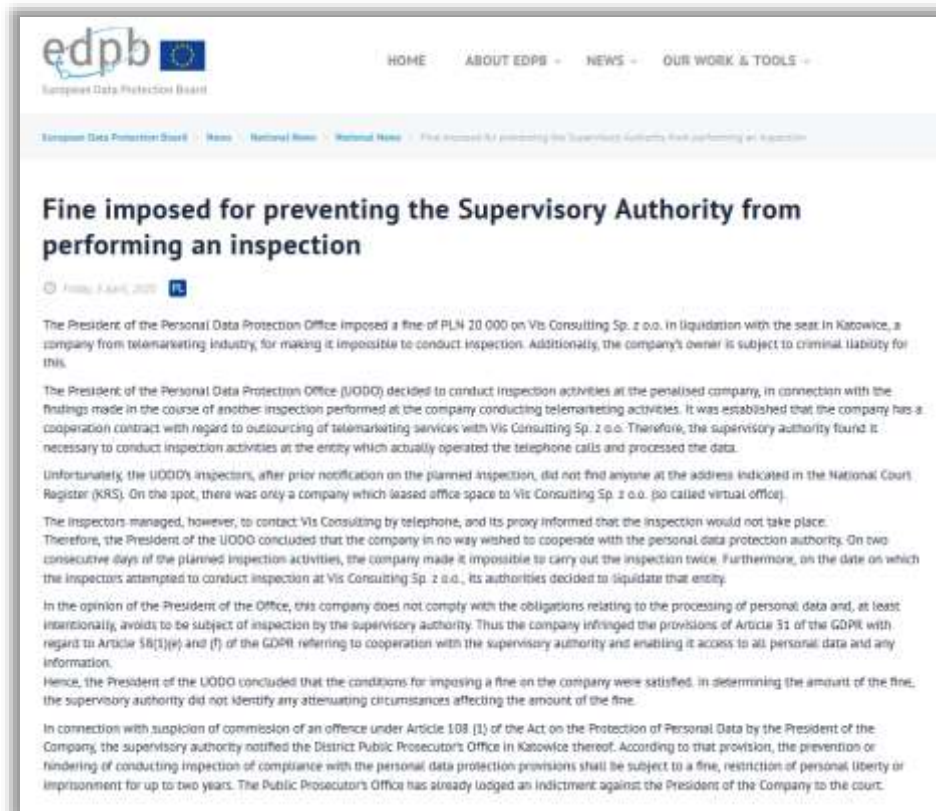 edpb
European Data Protection Board
HOME ABOUT EDPB NEWS OUR WORK & TOOLS
European Data Protection Board News National News National News Fine imposed for preventing the Supervisory Authority from performing an inspection
Fine imposed for preventing the Supervisory Authority from
performing an inspection
Friday, 3 April, 2020 PL
The President of the Personal Data Protection Office imposed a fine of PLN 20 000 on Vis Consulting Sp. z o.o. in liquidation with the seat in Katowice, a
company from telemarketing industry, for making it impossible to conduct inspection. Additionally, the company's owner is subject to criminal liability for
this.
The President of the Personal Data Protection Office (UODO) decided to conduct inspection activities at the penalised company, in connection with the
findings made in the course of another inspection performed at the company conducting telemarketing activities. It was established that the company has a
cooperation contract with regard to outsourcing of telemarketing services with Vis Consulting Sp. z o.o. Therefore, the supervisory authority found it
necessary to conduct inspection activities at the entity which actually operated the telephone calls and processed the data.
Unfortunately, the UODO's inspectors, after prior notification on the planned inspection, did not find anyone at the address indicated in the National Court
Register (KRS). On the spot, there was only a company which leased office space to Vis Consulting Sp. z o.o. (so called virtual office).
The inspectors managed, however, to contact Vis Consulting by telephone, and its proxy informed that the inspection would not take place.
Therefore, the President of the UODO concluded that the company in no way wished to cooperate with the personal data protection authority. On two
consecutive days of the planned inspection activities, the company made it impossible to carry out the inspection twice. Furthermore, on the date on which
the inspectors attempted to conduct inspection at Vis Consulting Sp. z o.o., its authorities decided to liquidate that entity.
In the opinion of the President of the Office, this company does not comply with the obligations relating to the processing of personal data and, at least
intentionally, avoids to be subject of inspection by the supervisory authority. Thus the company infringed the provisions of Article 31 of the GDPR with
regard to Article 58(1)(e) and (f) of the GDPR referring to cooperation with the supervisory authority and enabling it access to all personal data and any
information.
Hence, the President of the UODO concluded that the conditions for imposing a fine on the company were satisfied. In determining the amount of the fine,
the supervisory authority did not identify any attenuating circumstances affecting the amount of the fine.
In connection with suspicion of commission of an offence under Article 108 (1) of the Act on the Protection of Personal Data by the President of the
Company, the supervisory authority notified the District Public Prosecutor's Office in Katowice thereof. According to that provision, the prevention or
hindering of conducting inspection of compliance with the personal data protection provisions shall be subject to a fine, restriction of personal liberty or
imprisonment for up to two years. The Public Prosecutor's Office has already lodged an indictment against the President of the Company to the court.